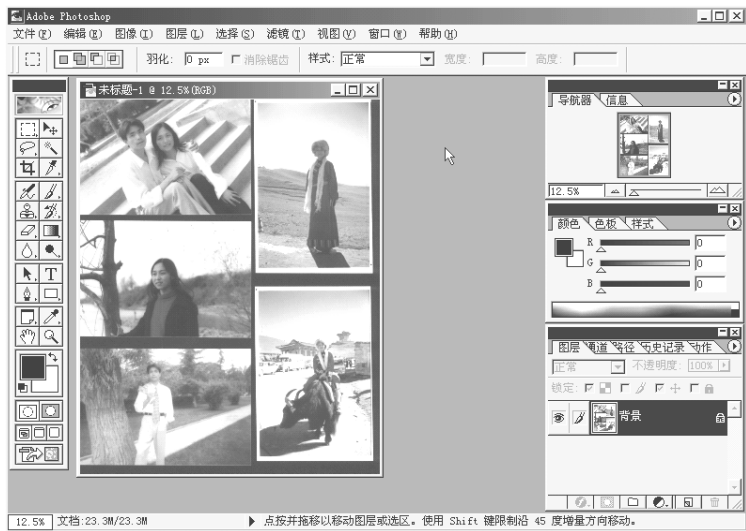 Adobe Photoshop
文件(F) 编辑(E) 图像(I) 图层(L) 选择(S) 滤镜(T) 视图(V) 窗口(W) 帮助(H)
羽化: 0 px 消除锯齿 样式: 正常 宽度: 高度:
未标题-1 @ 12.5%(RGB)
导航器 信息
12.5%
颜色 色板 样式
R 0
G 0
B 0
图层 通道 路径 历史记录 动作
正常 不透明度: 100%
锁定:
背景
12.5% 文档:23.3M/23.3M 点按并拖移以移动图层或选区。使用 Shift 键限制沿 45 度增量方向移动。